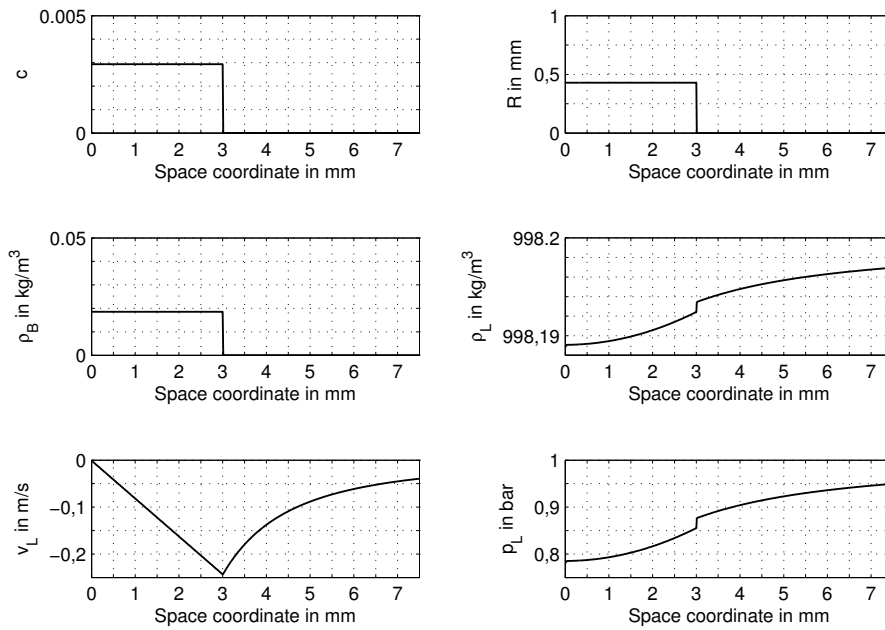 0.005
c
0
0 1 2 3 4 5 6 7
Space coordinate in mm
1
R in mm
0,5
0
0 1 2 3 4 5 6 7
Space coordinate in mm
0.05
ρB in kg/m³
0
0 1 2 3 4 5 6 7
Space coordinate in mm
998.2
ρL in kg/m³
998,19
0 1 2 3 4 5 6 7
Space coordinate in mm
0
vL in m/s
−0,1
−0,2
0 1 2 3 4 5 6 7
Space coordinate in mm
1
pL in bar
0,9
0,8
0 1 2 3 4 5 6 7
Space coordinate in mm